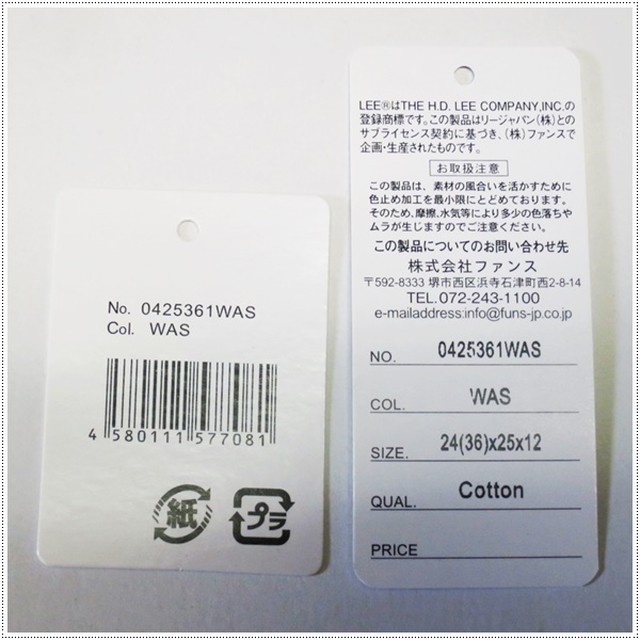 No. 0425361WAS
Col. WAS
4 580111 577081
紙
プラ
LEE®はTHE H.D. LEE COMPANY,INC.の
登録商標です。この製品はリージャパン(株)との
サブライセンス契約に基づき、(株)ファンスで
企画・生産されたものです。
お取扱注意
この製品は、素材の風合いを活かすために
色止め加工を最小限にとどめております。
そのため、摩擦、水気等により多少の色落ちや
ムラが生じますのでご注意ください。
この製品についてのお問い合わせ先
株式会社ファンス
〒592-8333 堺市西区浜寺石津町西2-8-14
TEL.072-243-1100
e-mailaddress:info@funs-jp.co.jp
NO. 0425361WAS
COL. WAS
SIZE. 24(36)x25x12
QUAL. Cotton
PRICE